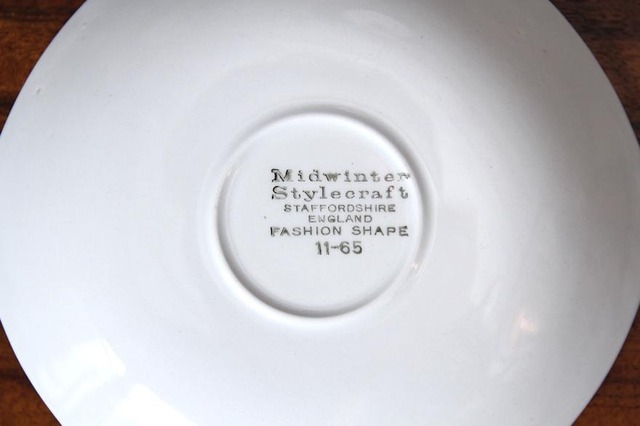 Midwinter
Stylecraft
STAFFORDSHIRE
ENGLAND
FASHION SHAPE
11-65